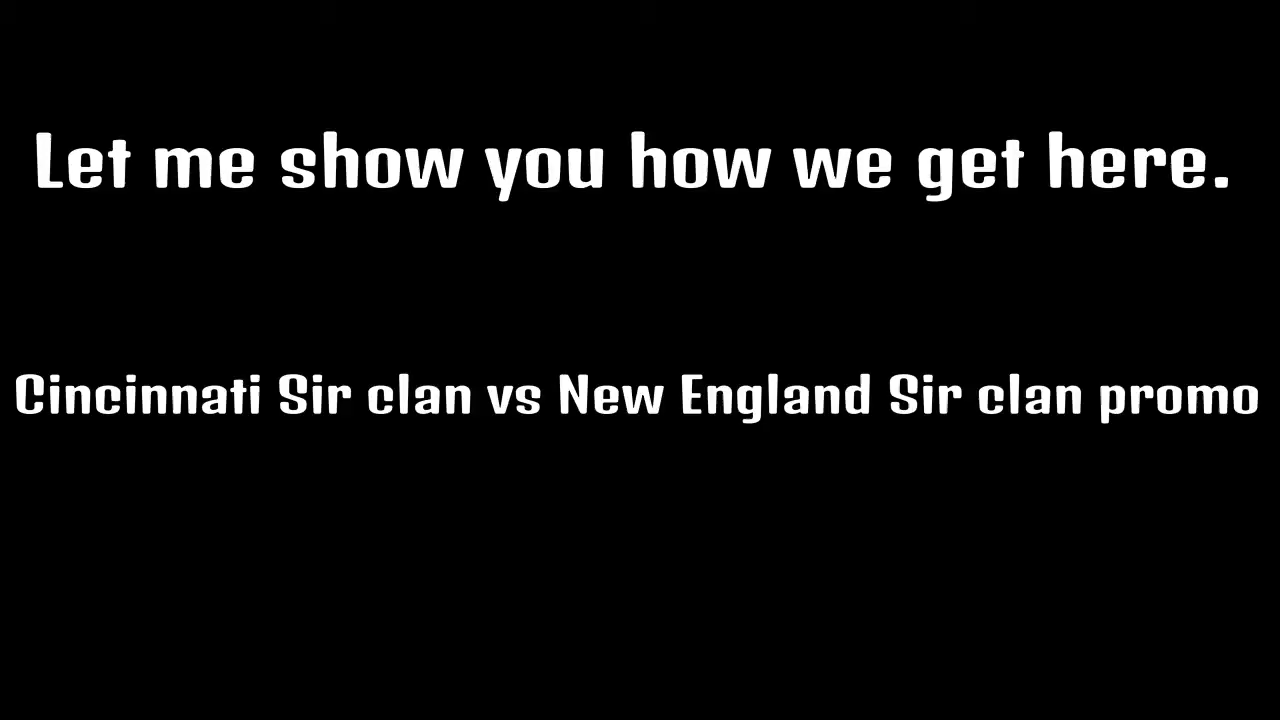 Let me show you how we get here.
Cincinnati Sir clan vs New England Sir clan promo